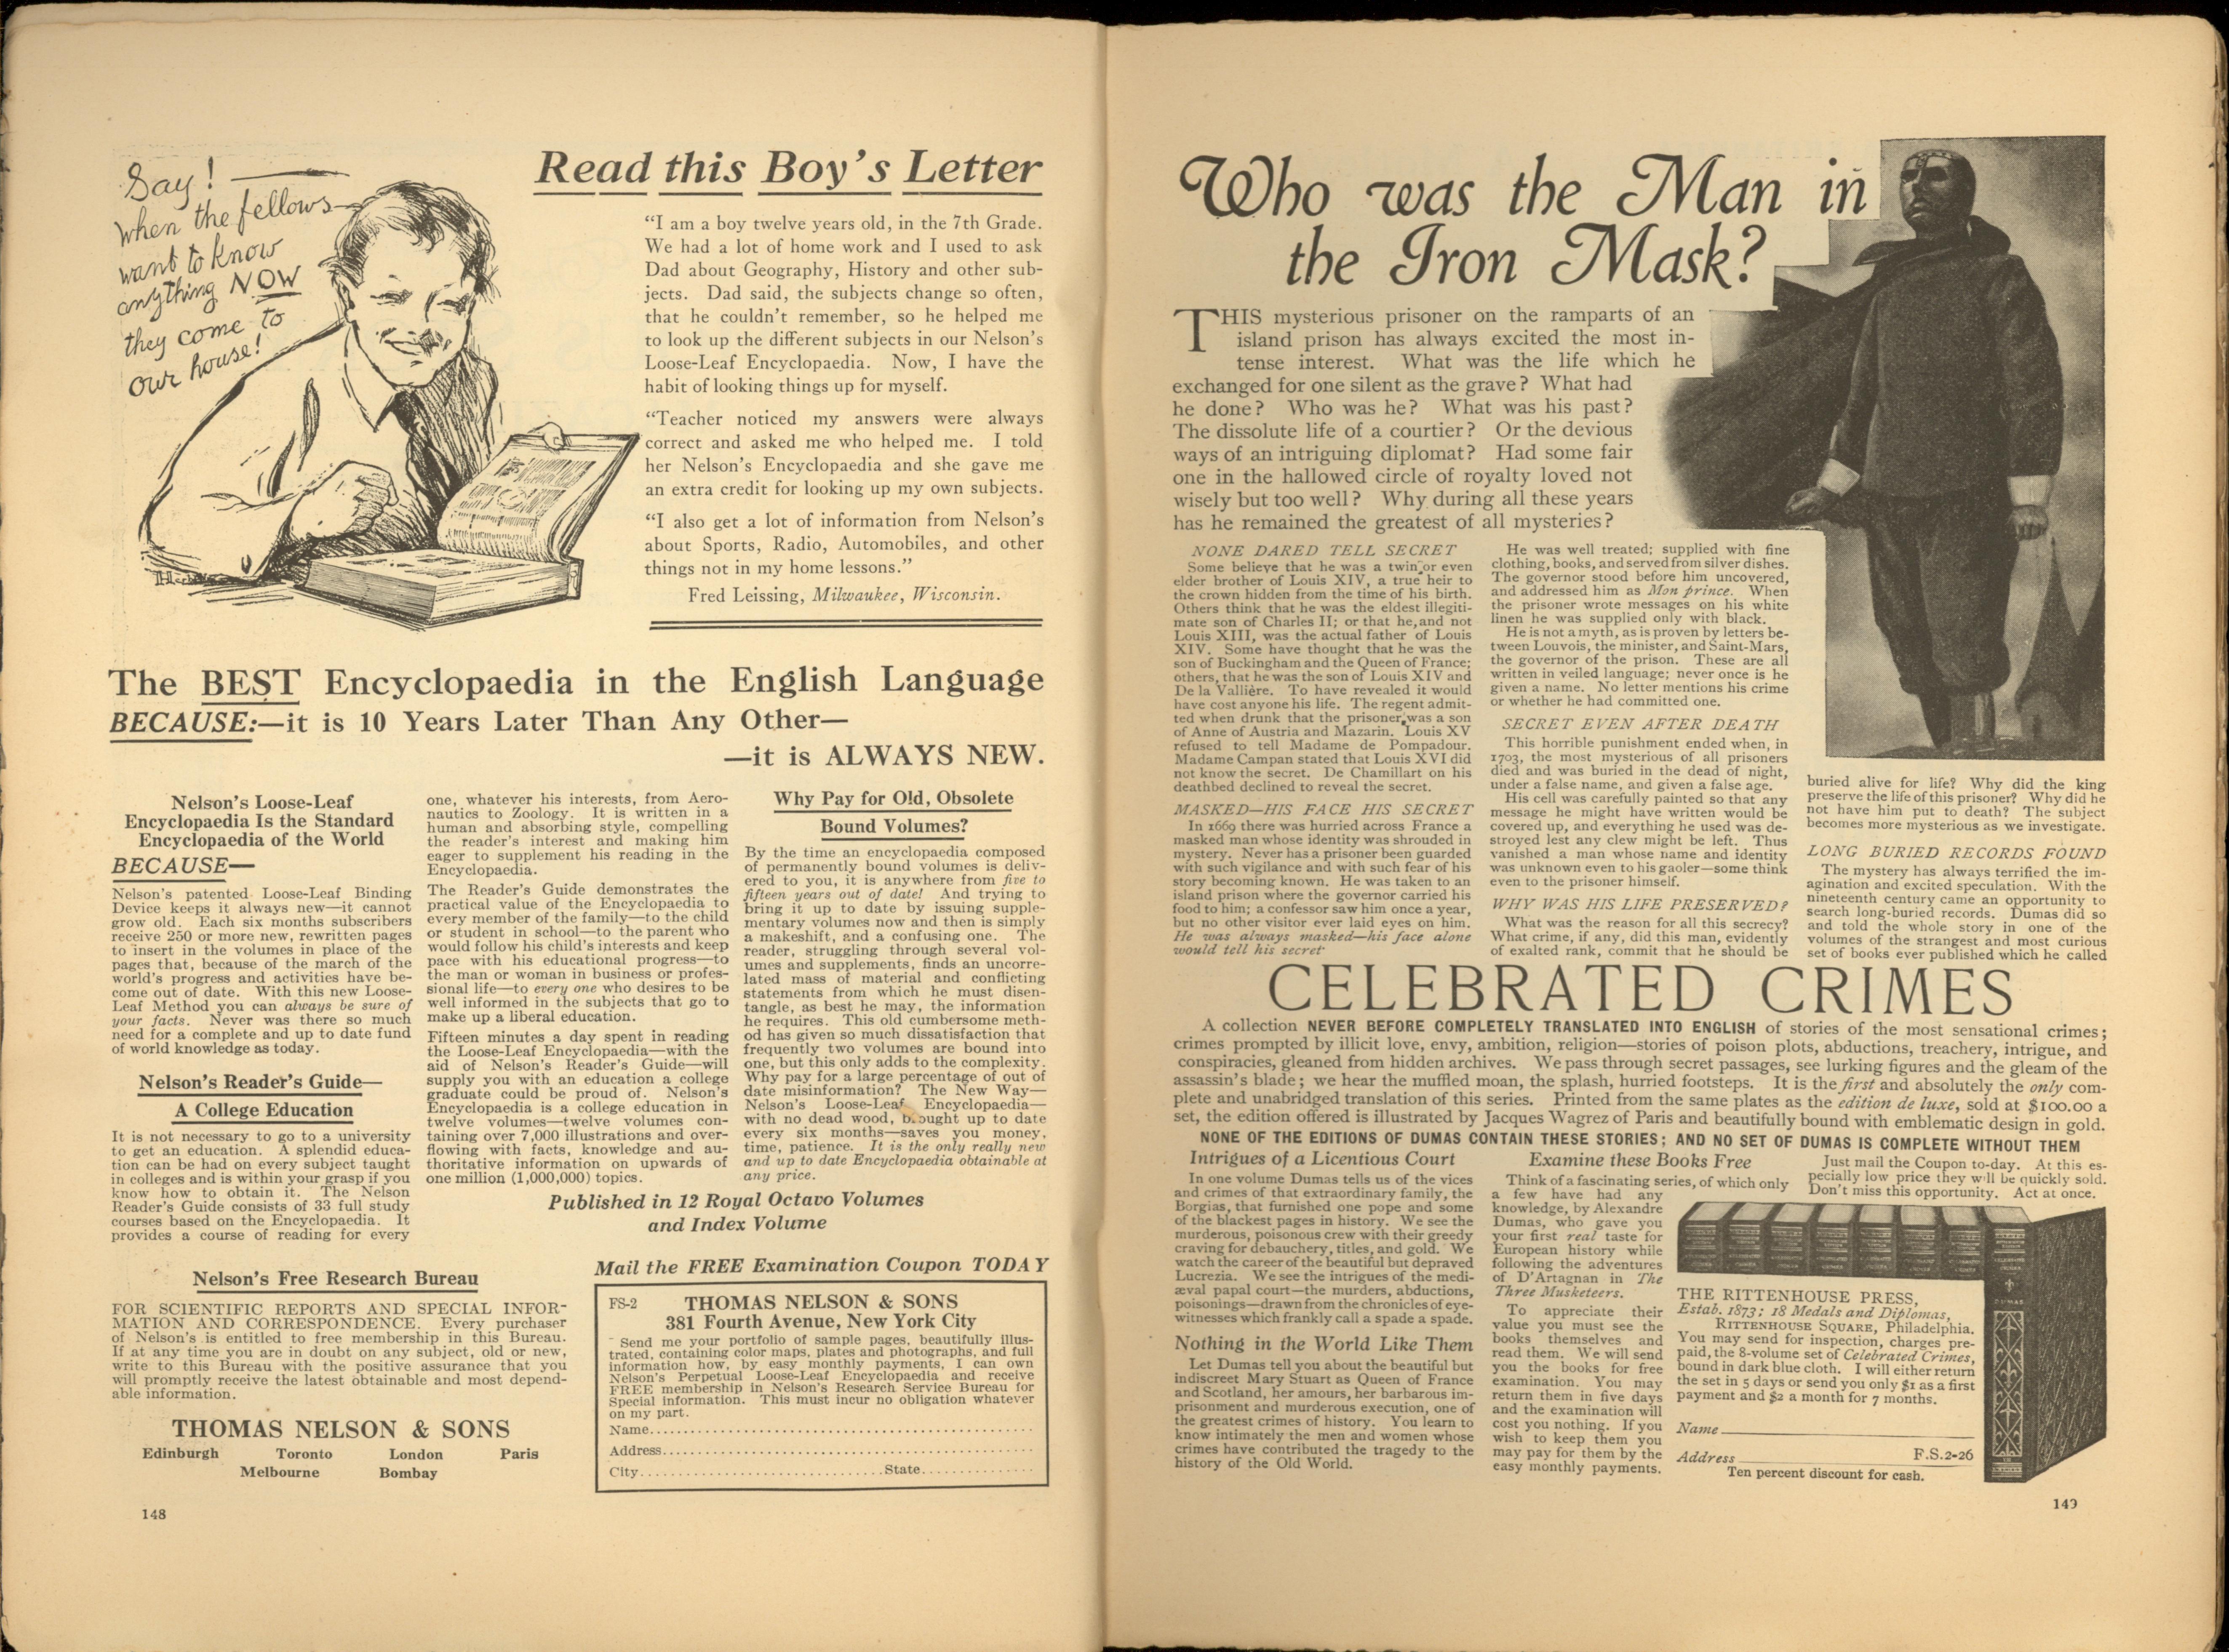 Say!
when the fellows
want to know
anything NOW
they come to
our house!
Read this Boy's Letter
"I am a boy twelve years old, in the 7th Grade.
We had a lot of home work and I used to ask
Dad about Geography, History and other sub-
jects. Dad said, the subjects change so often,
that he couldn't remember, so he helped me
to look up the different subjects in our Nelson's
Loose-Leaf Encyclopaedia. Now, I have the
habit of looking things up for myself.
"Teacher noticed my answers were always
correct and asked me who helped me. I told
her Nelson's Encyclopaedia and she gave me
an extra credit for looking up my own subjects.
"I also get a lot of information from Nelson's
about Sports, Radio, Automobiles, and other
things not in my home lessons."
Fred Leissing, Milwaukee, Wisconsin.
The BEST Encyclopaedia in the English Language
BECAUSE:—it is 10 Years Later Than Any Other—
—it is ALWAYS NEW.
Nelson's Loose-Leaf
Encyclopaedia Is the Standard
Encyclopaedia of the World
BECAUSE—
Nelson's patented Loose-Leaf Binding
Device keeps it always new—it cannot
grow old. Each six months subscribers
receive 250 or more new, rewritten pages
to insert in the volumes in place of the
pages that, because of the march of the
world's progress and activities have be-
come out of date. With this new Loose-
Leaf Method you can always be sure of
your facts. Never was there so much
need for a complete and up to date fund
of world knowledge as today.
Nelson's Reader's Guide—
A College Education
It is not necessary to go to a university
to get an education. A splendid educa-
tion can be had on every subject taught
in colleges and is within your grasp if you
know how to obtain it. The Nelson
Reader's Guide consists of 33 full study
courses based on the Encyclopaedia. It
provides a course of reading for every
one, whatever his interests, from Aero-
nautics to Zoology. It is written in a
human and absorbing style, compelling
the reader's interest and making him
eager to supplement his reading in the
Encyclopaedia.
The Reader's Guide demonstrates the
practical value of the Encyclopaedia to
every member of the family—to the child
or student in school—to the parent who
would follow his child's interests and keep
pace with his educational progress—to
the man or woman in business or profes-
sional life—to every one who desires to be
well informed in the subjects that go to
make up a liberal education.
Fifteen minutes a day spent in reading
the Loose-Leaf Encyclopaedia—with the
aid of Nelson's Reader's Guide—will
supply you with an education a college
graduate could be proud of. Nelson's
Encyclopaedia is a college education in
twelve volumes—twelve volumes con-
taining over 7,000 illustrations and over-
flowing with facts, knowledge and au-
thoritative information on upwards of
one million (1,000,000) topics.
Why Pay for Old, Obsolete
Bound Volumes?
By the time an encyclopaedia composed
of permanently bound volumes is deliv-
ered to you, it is anywhere from five to
fifteen years out of date! And trying to
bring it up to date by issuing supple-
mentary volumes now and then is simply
a makeshift, and a confusing one. The
reader, struggling through several vol-
umes and supplements, finds an uncorre-
lated mass of material and conflicting
statements from which he must disen-
tangle, as best he may, the information
he requires. This old cumbersome meth-
od has given so much dissatisfaction that
frequently two volumes are bound into
one, but this only adds to the complexity.
Why pay for a large percentage of out of
date misinformation? The New Way—
Nelson's Loose-Leaf Encyclopaedia—
with no dead wood, brought up to date
every six months—saves you money,
time, patience. It is the only really new
and up to date Encyclopaedia obtainable at
any price.
Published in 12 Royal Octavo Volumes
and Index Volume
Nelson's Free Research Bureau
FOR SCIENTIFIC REPORTS AND SPECIAL INFOR-
MATION AND CORRESPONDENCE. Every purchaser
of Nelson's is entitled to free membership in this Bureau.
If at any time you are in doubt on any subject, old or new,
write to this Bureau with the positive assurance that you
will promptly receive the latest obtainable and most depend-
able information.
THOMAS NELSON & SONS
Edinburgh Toronto London Paris
Melbourne Bombay
Mail the FREE Examination Coupon TODAY
FS-2 THOMAS NELSON & SONS
381 Fourth Avenue, New York City
Send me your portfolio of sample pages, beautifully illus-
trated, containing color maps, plates and photographs, and full
information how, by easy monthly payments, I can own
Nelson's Perpetual Loose-Leaf Encyclopaedia and receive
FREE membership in Nelson's Research Service Bureau for
Special Information. This must incur no obligation whatever
on my part.
Name
Address
City State
148
Who was the Man in
the Iron Mask?
THIS mysterious prisoner on the ramparts of an
island prison has always excited the most in-
tense interest. What was the life which he
exchanged for one silent as the grave? What had
he done? Who was he? What was his past?
The dissolute life of a courtier? Or the devious
ways of an intriguing diplomat? Had some fair
one in the hallowed circle of royalty loved not
wisely but too well? Why during all these years
has he remained the greatest of all mysteries?
NONE DARED TELL SECRET
Some believe that he was a twin or even
elder brother of Louis XIV, a true heir to
the crown hidden from the time of his birth.
Others think that he was the eldest illegiti-
mate son of Charles II; or that he, and not
Louis XIII, was the actual father of Louis
XIV. Some have thought that he was the
son of Buckingham and the Queen of France;
others, that he was the son of Louis XIV and
De la Vallière. To have revealed it would
have cost anyone his life. The regent admit-
ted when drunk that the prisoner was a son
of Anne of Austria and Mazarin. Louis XV
refused to tell Madame de Pompadour.
Madame Campan stated that Louis XVI did
not know the secret. De Chamillart on his
deathbed declined to reveal the secret.
MASKED—HIS FACE HIS SECRET
In 1669 there was hurried across France a
masked man whose identity was shrouded in
mystery. Never has a prisoner been guarded
with such vigilance and with such fear of his
story becoming known. He was taken to an
island prison where the governor carried his
food to him; a confessor saw him once a year,
but no other visitor ever laid eyes on him.
He was always masked—his face alone
would tell his secret
He was well treated; supplied with fine
clothing, books, and served from silver dishes.
The governor stood before him uncovered,
and addressed him as Mon prince. When
the prisoner wrote messages on his white
linen he was supplied only with black.
He is not a myth, as is proven by letters be-
tween Louvois, the minister, and Saint-Mars,
the governor of the prison. These are all
written in veiled language; never once is he
given a name. No letter mentions his crime
or whether he had committed one.
SECRET EVEN AFTER DEATH
This horrible punishment ended when, in
1703, the most mysterious of all prisoners
died and was buried in the dead of night,
under a false name, and given a false age.
His cell was carefully painted so that any
message he might have written would be
covered up, and everything he used was de-
stroyed lest any clew might be left. Thus
vanished a man whose name and identity
was unknown even to his gaoler—some think
even to the prisoner himself.
WHY WAS HIS LIFE PRESERVED?
What was the reason for all this secrecy?
What crime, if any, did this man, evidently
of exalted rank, commit that he should be
buried alive for life? Why did the king
preserve the life of this prisoner? Why did he
not have him put to death? The subject
becomes more mysterious as we investigate.
LONG BURIED RECORDS FOUND
The mystery has always terrified the im-
agination and excited speculation. With the
nineteenth century came an opportunity to
search long-buried records. Dumas did so
and told the whole story in one of the
volumes of the strangest and most curious
set of books ever published which he called
CELEBRATED CRIMES
A collection NEVER BEFORE COMPLETELY TRANSLATED INTO ENGLISH of stories of the most sensational crimes;
crimes prompted by illicit love, envy, ambition, religion—stories of poison plots, abductions, treachery, intrigue, and
conspiracies, gleaned from hidden archives. We pass through secret passages, see lurking figures and the gleam of the
assassin's blade; we hear the muffled moan, the splash, hurried footsteps. It is the first and absolutely the only com-
plete and unabridged translation of this series. Printed from the same plates as the edition de luxe, sold at $100.00 a
set, the edition offered is illustrated by Jacques Wagrez of Paris and beautifully bound with emblematic design in gold.
NONE OF THE EDITIONS OF DUMAS CONTAIN THESE STORIES; AND NO SET OF DUMAS IS COMPLETE WITHOUT THEM
Intrigues of a Licentious Court
In one volume Dumas tells us of the vices
and crimes of that extraordinary family, the
Borgias, that furnished one pope and some
of the blackest pages in history. We see the
murderous, poisonous crew with their greedy
craving for debauchery, titles, and gold. We
watch the career of the beautiful but depraved
Lucrezia. We see the intrigues of the medi-
æval papal court—the murders, abductions,
poisonings—drawn from the chronicles of eye-
witnesses which frankly call a spade a spade.
Nothing in the World Like Them
Let Dumas tell you about the beautiful but
indiscreet Mary Stuart as Queen of France
and Scotland, her amours, her barbarous im-
prisonment and murderous execution, one of
the greatest crimes of history. You learn to
know intimately the men and women whose
crimes have contributed the tragedy to the
history of the Old World.
Examine these Books Free
Think of a fascinating series, of which only
a few have had any
knowledge, by Alexandre
Dumas, who gave you
your first real taste for
European history while
following the adventures
of D'Artagnan in The
Three Musketeers.
To appreciate their
value you must see the
books themselves and
read them. We will send
you the books for free
examination. You may
return them in five days
and the examination will
cost you nothing. If you
wish to keep them you
may pay for them by the
easy monthly payments.
Just mail the Coupon to-day. At this es-
pecially low price they will be quickly sold.
Don't miss this opportunity. Act at once.
DUMAS
THE RITTENHOUSE PRESS,
Estab. 1873; 18 Medals and Diplomas,
RITTENHOUSE SQUARE, Philadelphia.
You may send for inspection, charges pre-
paid, the 8-volume set of Celebrated Crimes,
bound in dark blue cloth. I will either return
the set in 5 days or send you only $1 as a first
payment and $2 a month for 7 months.
Name
Address F.S.2-26
Ten percent discount for cash.
149